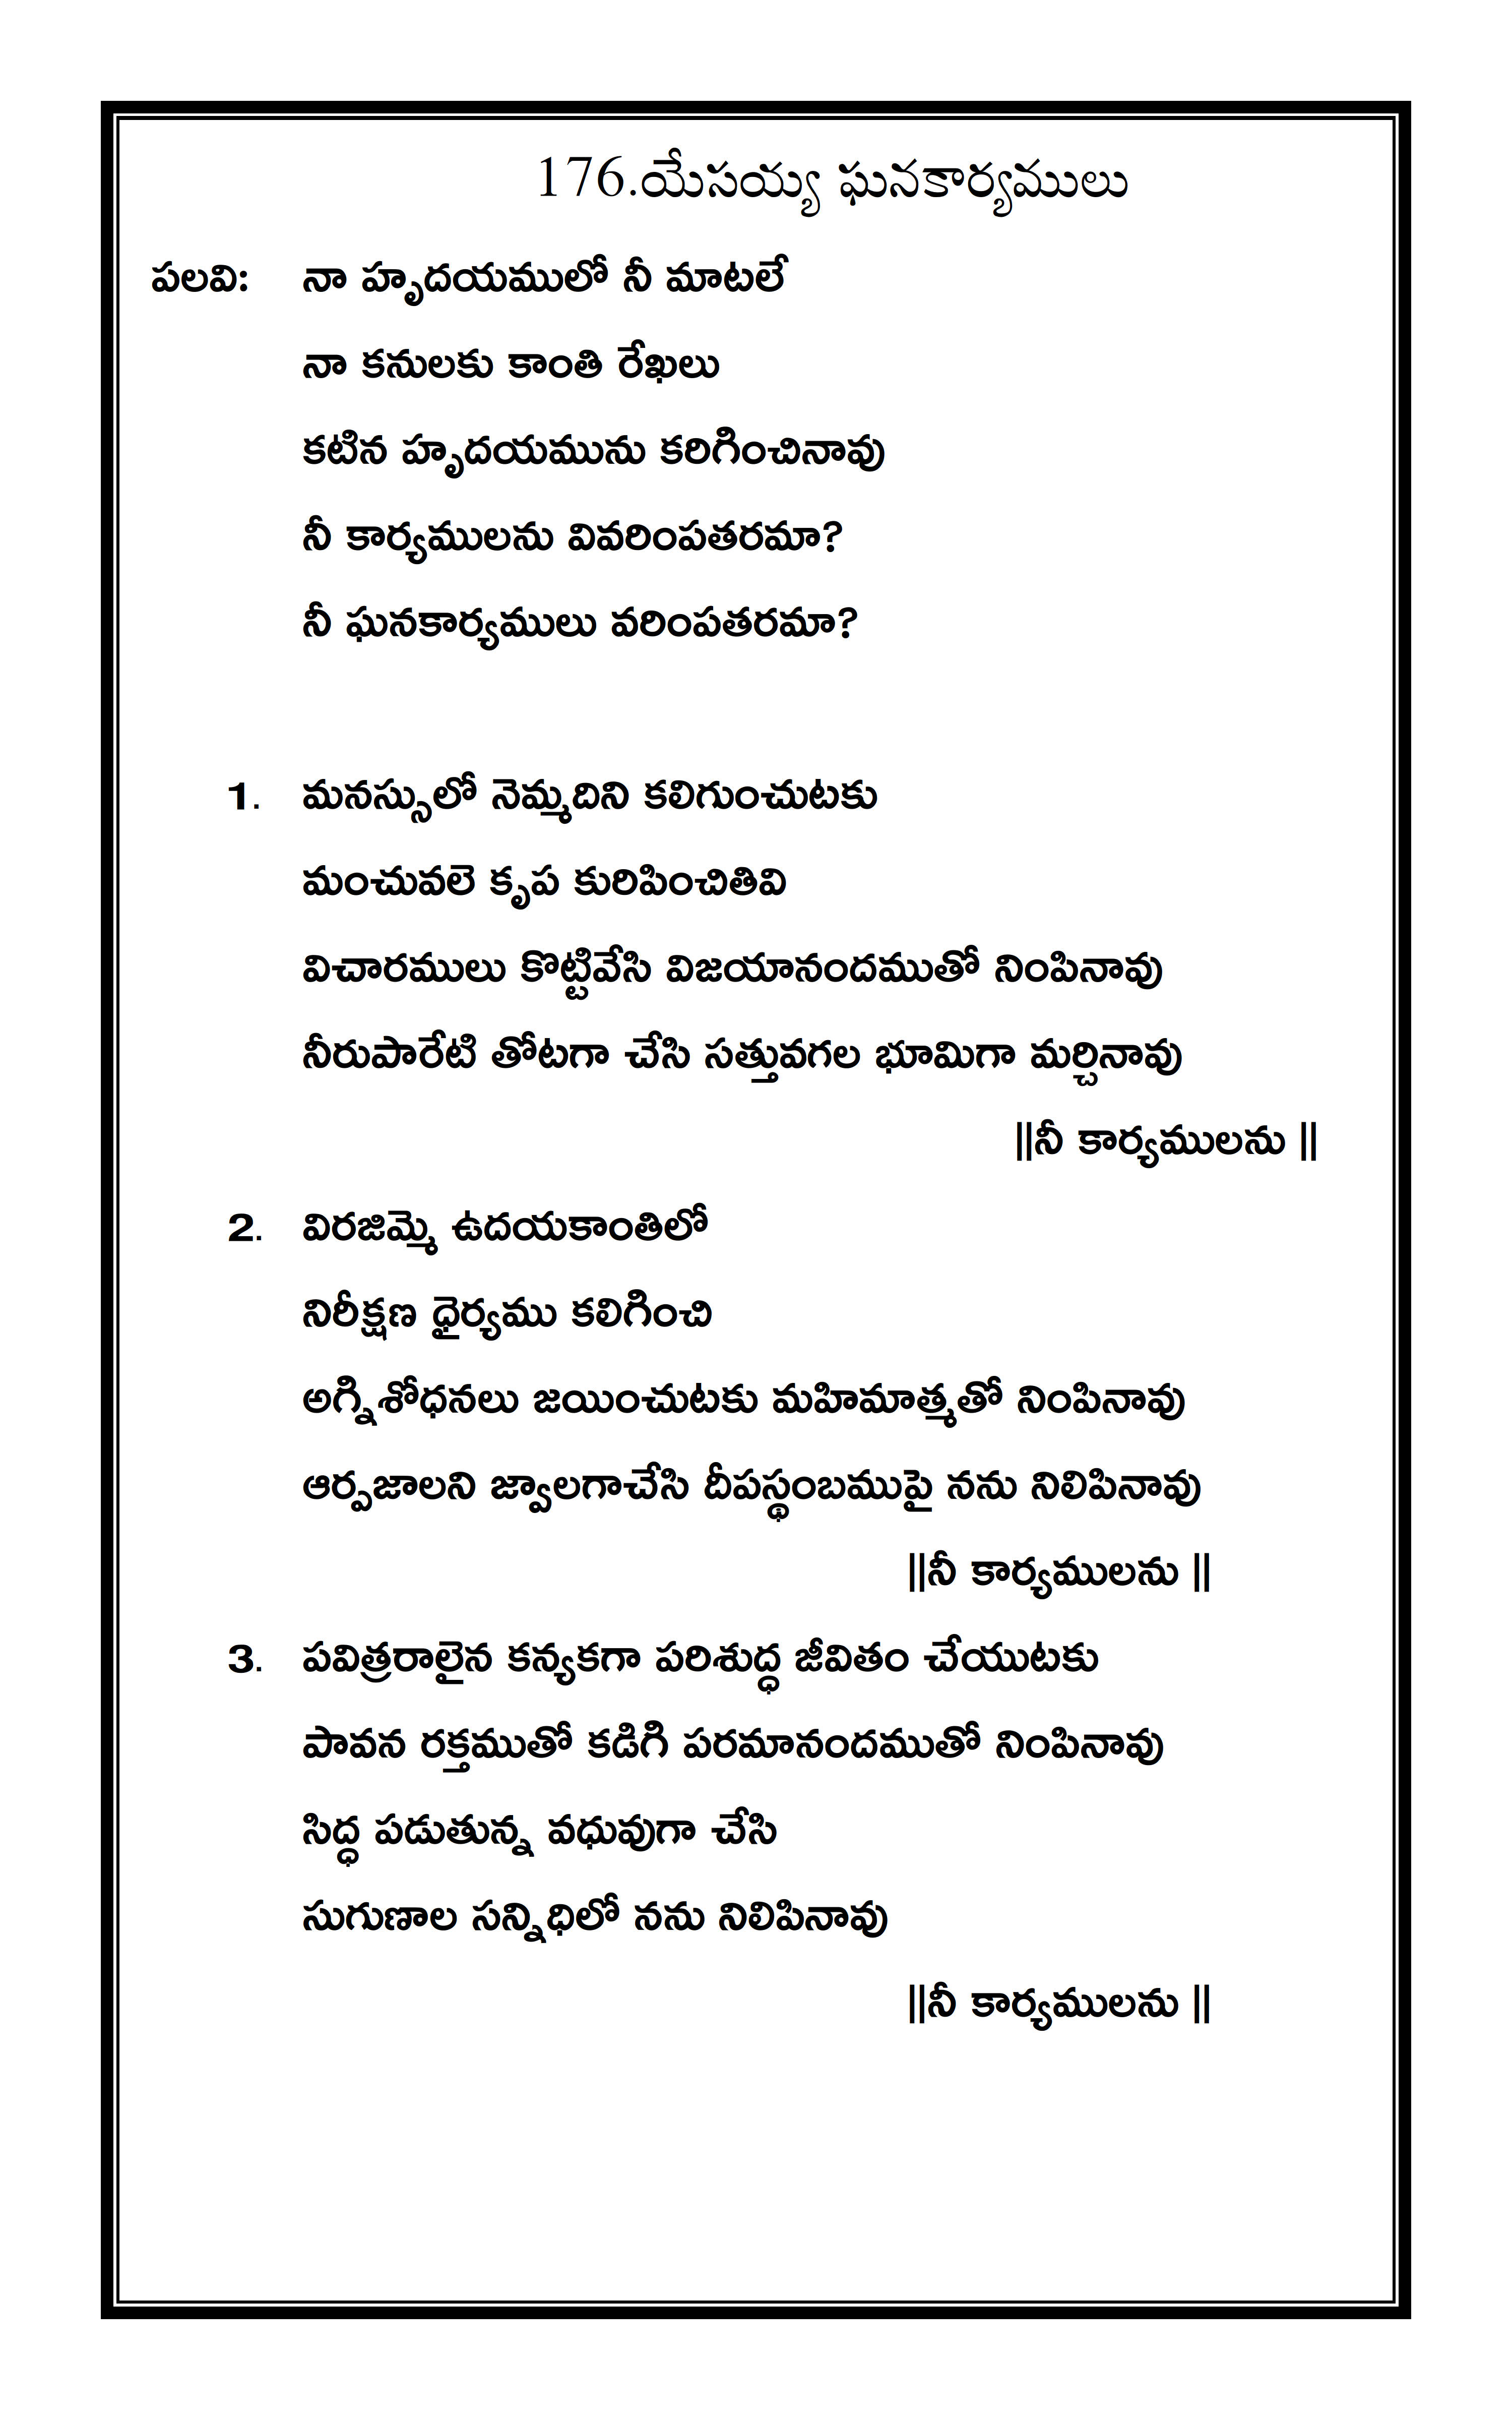 176.యేసయ్య ఘనకార్యములు
పలవి: నా హృదయములో నీ మాటలే
నా కనులకు కాంతి రేఖలు
కటిన హృదయమును కరిగించినావు
నీ కార్యములను వివరింపతరమా?
నీ ఘనకార్యములు వరింపతరమా?
1. మనస్సులో నెమ్మదిని కలిగుంచుటకు
మంచువలె కృప కురిపించితివి
విచారములు కొట్టివేసి విజయానందముతో నింపినావు
నీరుపారేటి తోటగా చేసి సత్తువగల భూమిగా మర్చినావు
||నీ కార్యములను ||
2. విరజిమ్మె ఉదయకాంతిలో
నిరీక్షణ ధైర్యము కలిగించి
అగ్నిశోధనలు జయించుటకు మహిమాత్మతో నింపినావు
ఆర్పజాలని జ్వాలగాచేసి దీపస్థంబముపై నను నిలిపినావు
||నీ కార్యములను ||
3. పవిత్రరాలైన కన్యకగా పరిశుద్ధ జీవితం చేయుటకు
పావన రక్తముతో కడిగి పరమానందముతో నింపినావు
సిద్ధ పడుతున్న వధువుగా చేసి
సుగుణాల సన్నిధిలో నను నిలిపినావు
||నీ కార్యములను ||